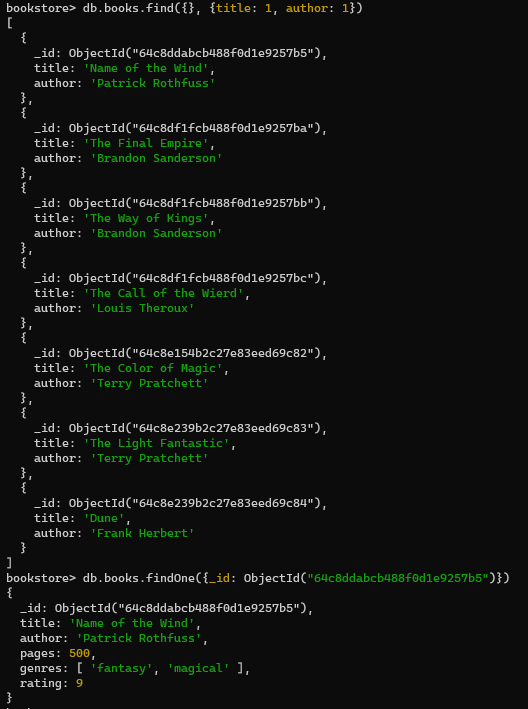 bookstore> db.books.find({}, {title: 1, author: 1})
[
  {
    _id: ObjectId("64c8ddabcb488f0d1e9257b5"),
    title: 'Name of the Wind',
    author: 'Patrick Rothfuss'
  },
  {
    _id: ObjectId("64c8df1fcb488f0d1e9257ba"),
    title: 'The Final Empire',
    author: 'Brandon Sanderson'
  },
  {
    _id: ObjectId("64c8df1fcb488f0d1e9257bb"),
    title: 'The Way of Kings',
    author: 'Brandon Sanderson'
  },
  {
    _id: ObjectId("64c8df1fcb488f0d1e9257bc"),
    title: 'The Call of the Wierd',
    author: 'Louis Theroux'
  },
  {
    _id: ObjectId("64c8e154b2c27e83eed69c82"),
    title: 'The Color of Magic',
    author: 'Terry Pratchett'
  },
  {
    _id: ObjectId("64c8e239b2c27e83eed69c83"),
    title: 'The Light Fantastic',
    author: 'Terry Pratchett'
  },
  {
    _id: ObjectId("64c8e239b2c27e83eed69c84"),
    title: 'Dune',
    author: 'Frank Herbert'
  }
]
bookstore> db.books.findOne({_id: ObjectId("64c8ddabcb488f0d1e9257b5")})
{
  _id: ObjectId("64c8ddabcb488f0d1e9257b5"),
  title: 'Name of the Wind',
  author: 'Patrick Rothfuss',
  pages: 500,
  genres: [ 'fantasy', 'magical' ],
  rating: 9
}